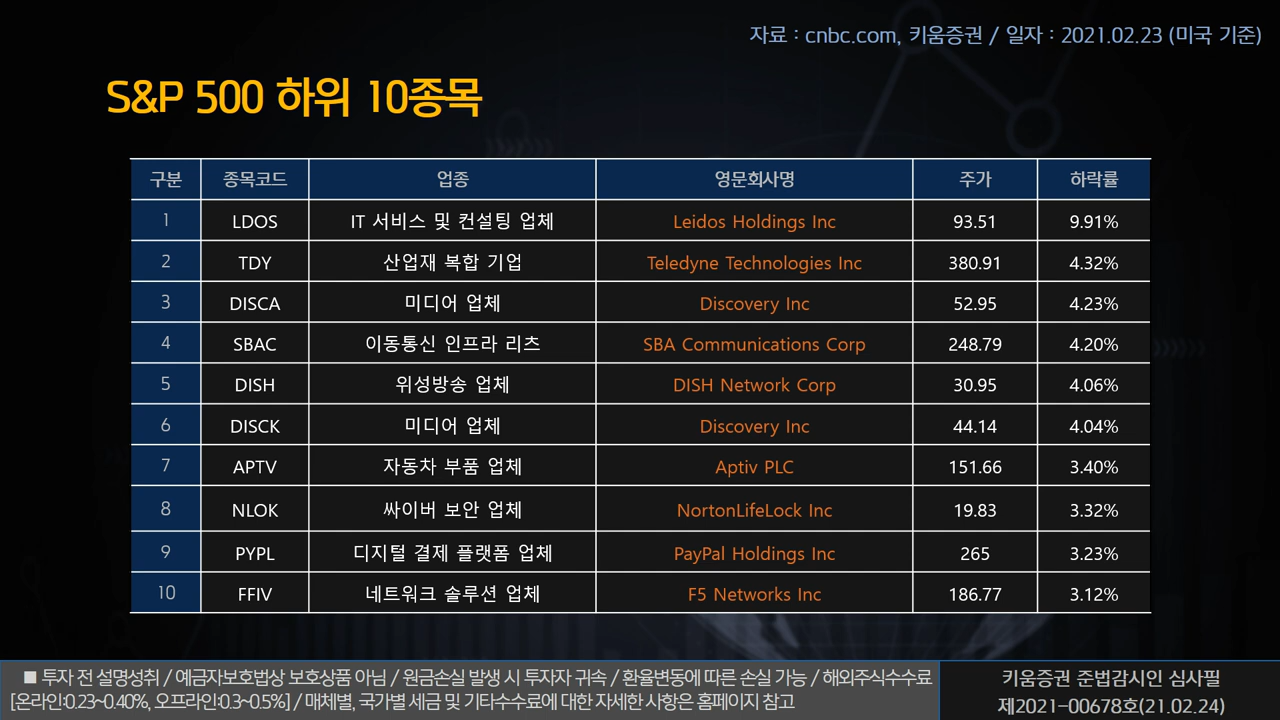 자료 : cnbc.com, 키움증권 / 일자 : 2021.02.23 (미국 기준)
S&P 500 하위 10종목
구분 종목코드 업종 영문회사명 주가 하락률
1 LDOS IT 서비스 및 컨설팅 업체 Leidos Holdings Inc 93.51 9.91%
2 TDY 산업재 복합 기업 Teledyne Technologies Inc 380.91 4.32%
3 DISCA 미디어 업체 Discovery Inc 52.95 4.23%
4 SBAC 이동통신 인프라 리츠 SBA Communications Corp 248.79 4.20%
5 DISH 위성방송 업체 DISH Network Corp 30.95 4.06%
6 DISCK 미디어 업체 Discovery Inc 44.14 4.04%
7 APTV 자동차 부품 업체 Aptiv PLC 151.66 3.40%
8 NLOK 싸이버 보안 업체 NortonLifeLock Inc 19.83 3.32%
9 PYPL 디지털 결제 플랫폼 업체 PayPal Holdings Inc 265 3.23%
10 FFIV 네트워크 솔루션 업체 F5 Networks Inc 186.77 3.12%
■ 투자 전 설명성취 / 예금자보호법상 보호상품 아님 / 원금손실 발생 시 투자자 귀속 / 환율변동에 따른 손실 가능 / 해외주식수수료
[온라인:0.23~0.40%, 오프라인:0.3~0.5%] / 매체별, 국가별 세금 및 기타수수료에 대한 자세한 사항은 홈페이지 참고
키움증권 준법감시인 심사필
제2021-00678호(21.02.24)